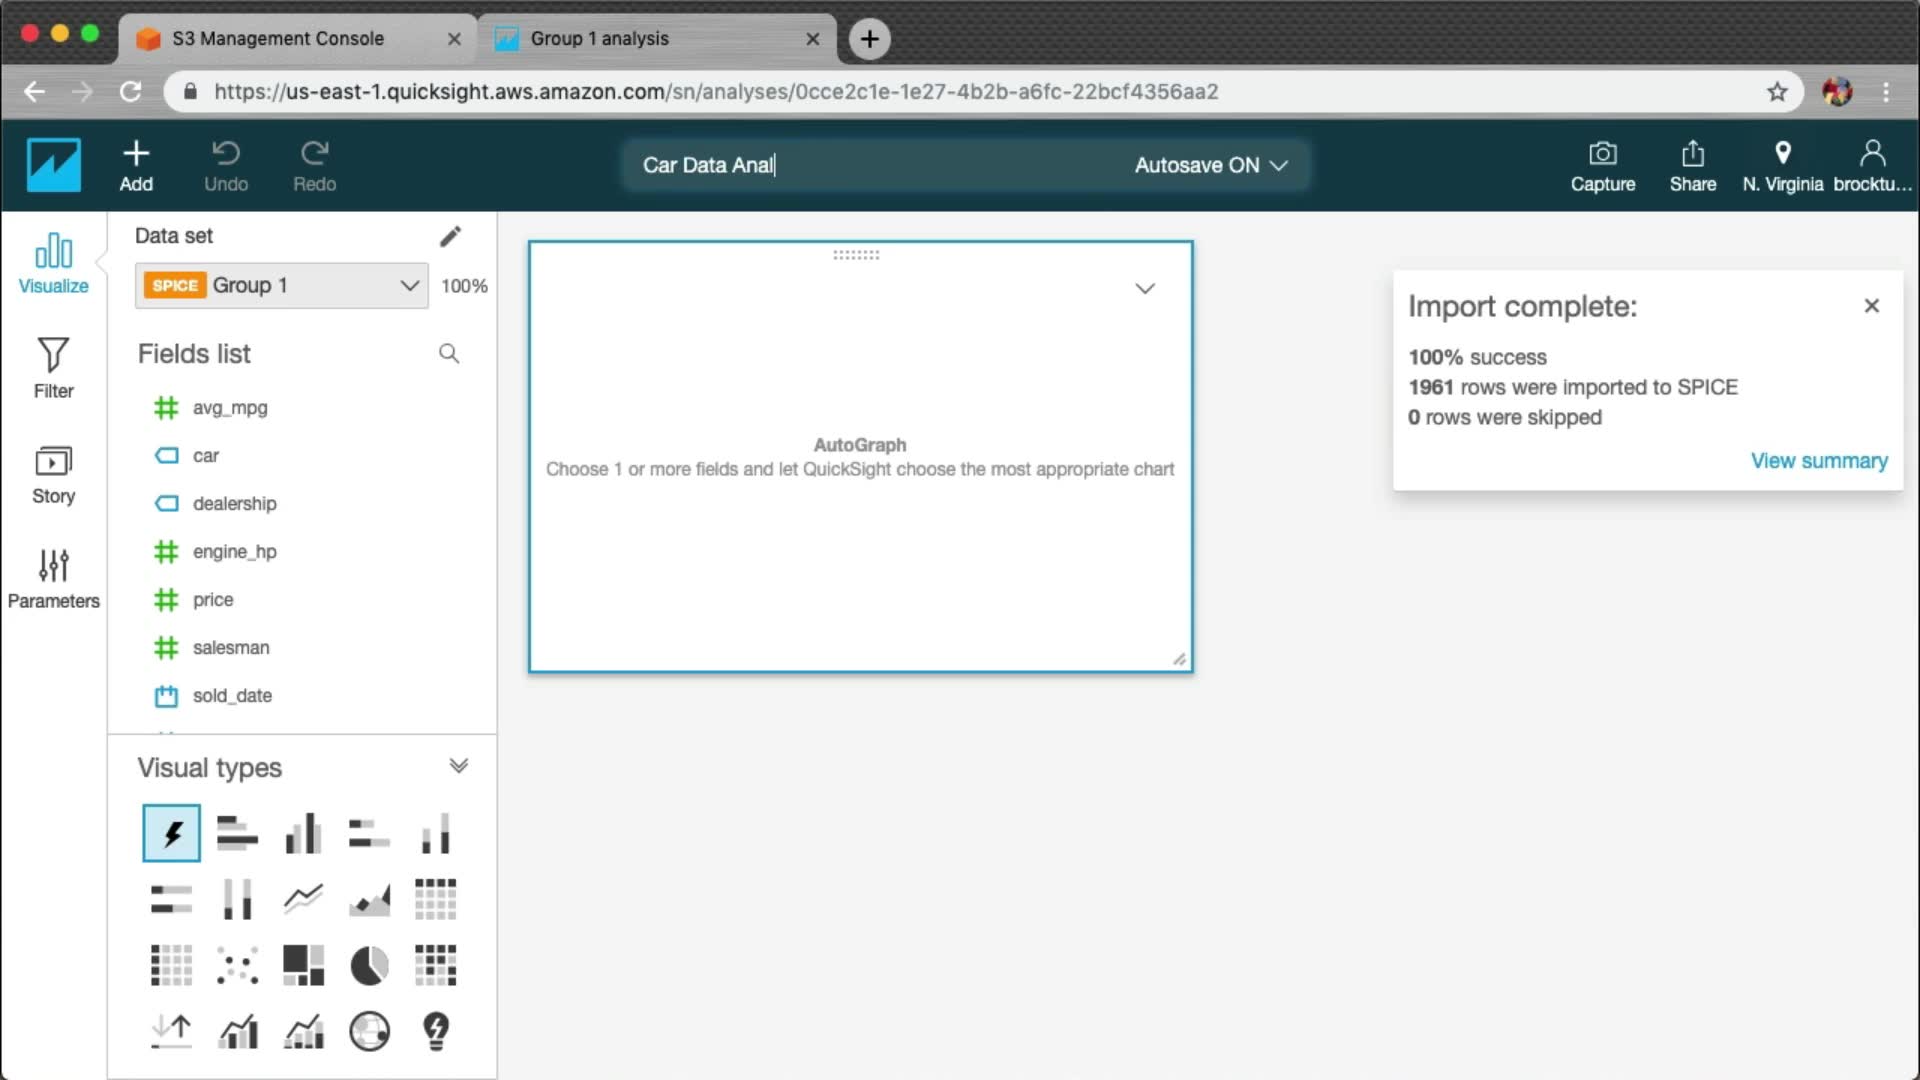 S3 Management Console
Group 1 analysis
https://us-east-1.quicksight.aws.amazon.com/sn/analyses/0cce2c1e-1e27-4b2b-a6fc-22bcf4356aa2
Add
Undo
Redo
Car Data Anal
Autosave ON
Capture
Share
N. Virginia
brocktu...
Visualize
Filter
Story
Parameters
Data set
SPICE Group 1
100%
Fields list
avg_mpg
car
dealership
engine_hp
price
salesman
sold_date
Visual types
AutoGraph
Choose 1 or more fields and let QuickSight choose the most appropriate chart
Import complete:
100% success
1961 rows were imported to SPICE
0 rows were skipped
View summary